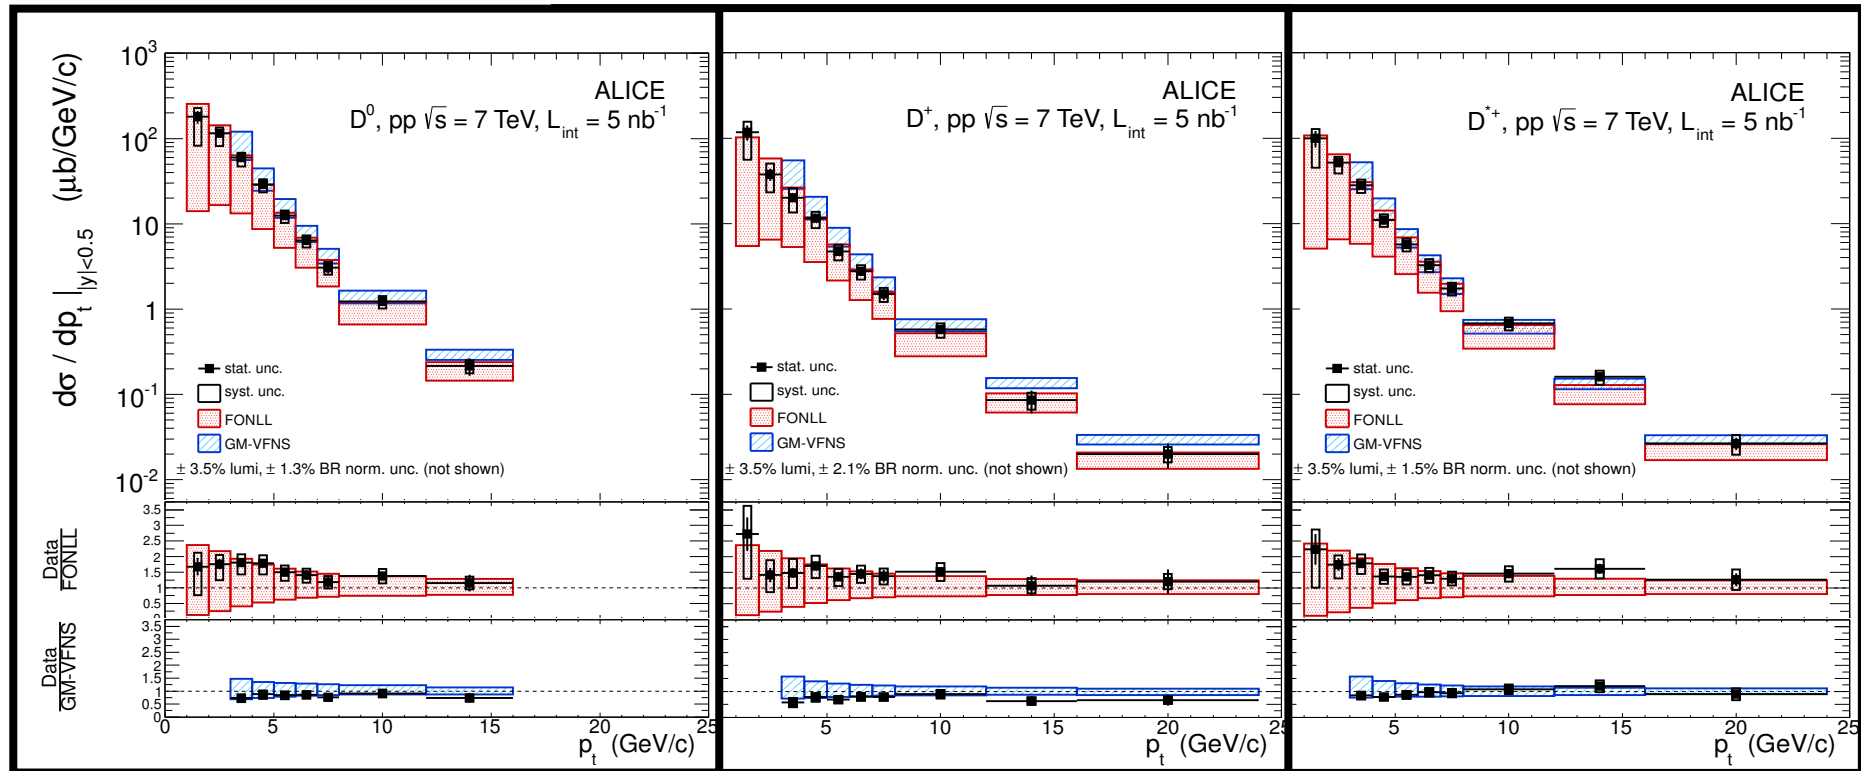 dσ / dp_t |_|y|<0.5 (μb/GeV/c)
10^3
10^2
10
1
10^-1
10^-2
ALICE
D^0, pp √s = 7 TeV, L_int = 5 nb^-1
stat. unc.
syst. unc.
FONLL
GM-VFNS
± 3.5% lumi, ± 1.3% BR norm. unc. (not shown)
Data
FONLL
3.5
3
2.5
2
1.5
1
0.5
Data
GM-VFNS
3.5
3
2.5
2
1.5
1
0.5
0
0 5 10 15 20 25
p_t (GeV/c)
ALICE
D^+, pp √s = 7 TeV, L_int = 5 nb^-1
stat. unc.
syst. unc.
FONLL
GM-VFNS
± 3.5% lumi, ± 2.1% BR norm. unc. (not shown)
5 10 15 20 25
p_t (GeV/c)
ALICE
D^*+, pp √s = 7 TeV, L_int = 5 nb^-1
stat. unc.
syst. unc.
FONLL
GM-VFNS
± 3.5% lumi, ± 1.5% BR norm. unc. (not shown)
5 10 15 20 25
p_t (GeV/c)